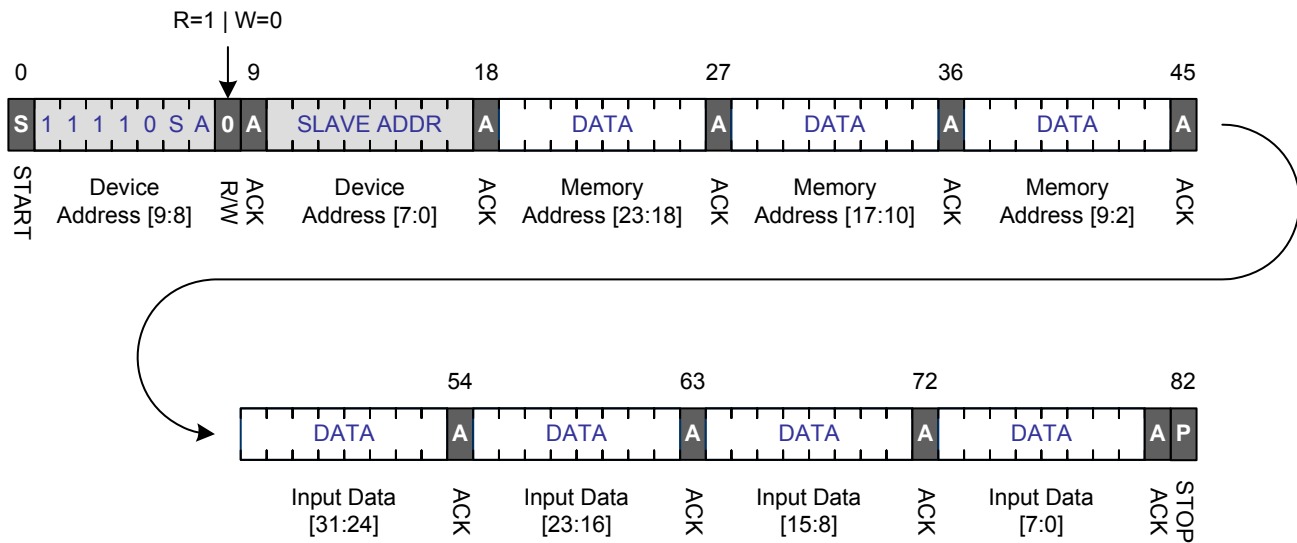 R=1 | W=0
0 9 18 27 36 45
S 1 1 1 1 0 S A 0 A SLAVE ADDR A DATA A DATA A DATA A
START Device Address [9:8] R/W ACK Device Address [7:0] ACK Memory Address [23:18] ACK Memory Address [17:10] ACK Memory Address [9:2] ACK
54 63 72 82
DATA A DATA A DATA A DATA A P
Input Data [31:24] ACK Input Data [23:16] ACK Input Data [15:8] ACK Input Data [7:0] ACK STOP